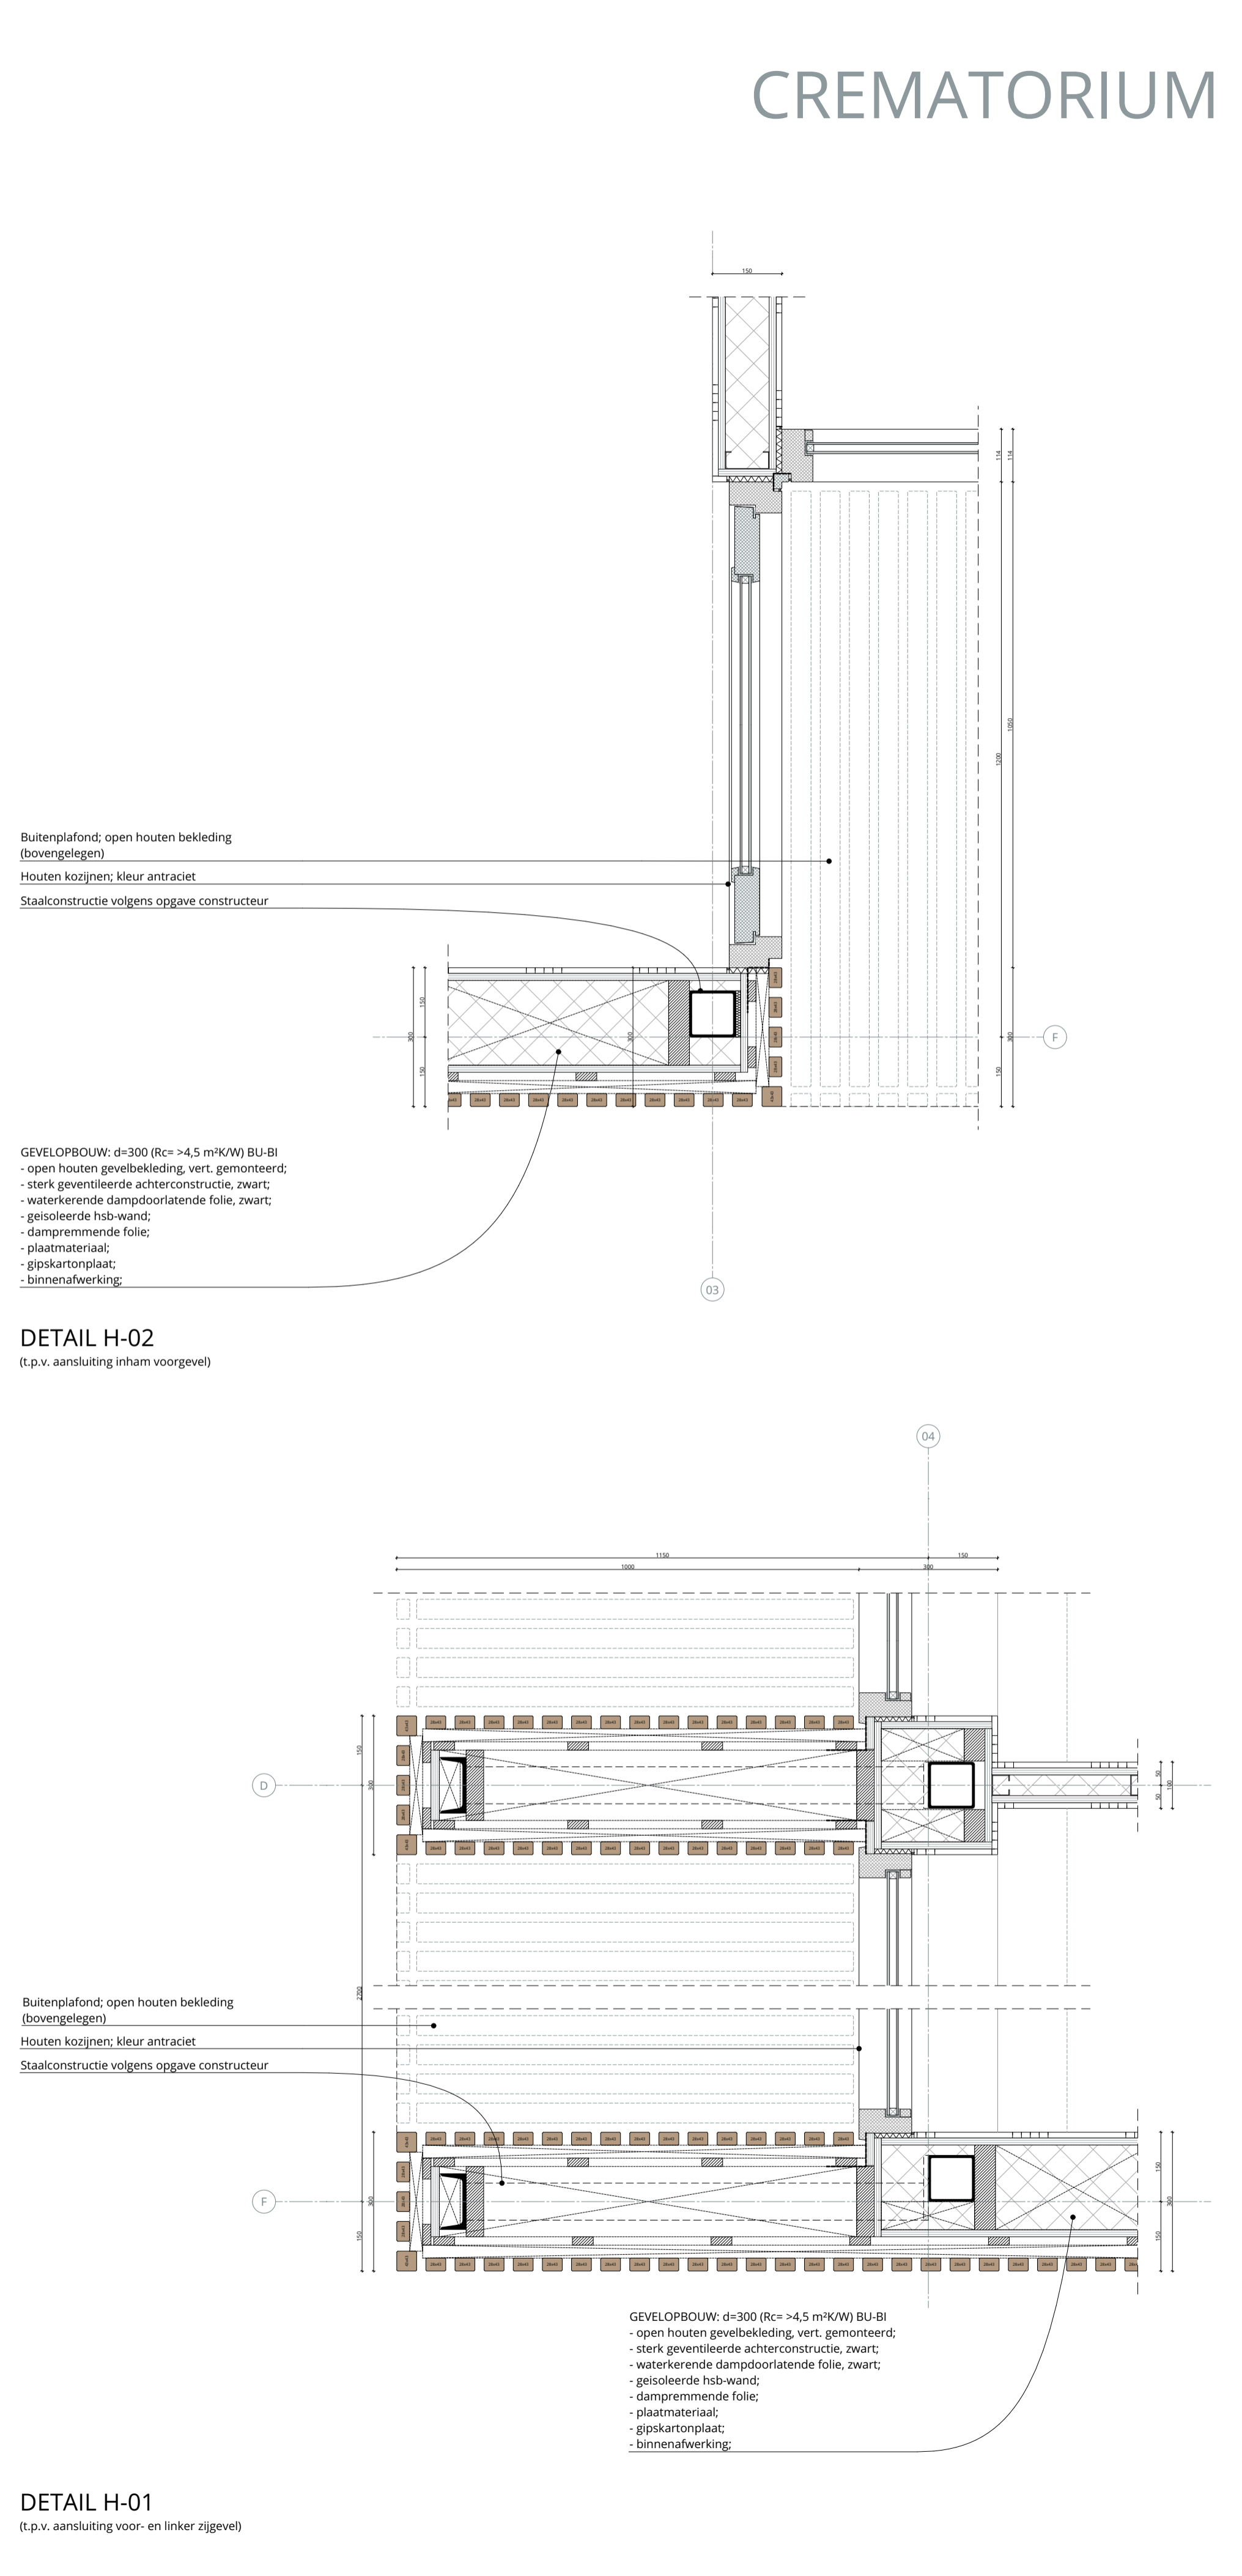 CREMATORIUM
150
114
114
1050
1200
Buitenplafond; open houten bekleding
(bovengelegen)
Houten kozijnen; kleur antraciet
Staalconstructie volgens opgave constructeur
150
300
300
150
300
150
F
GEVELOPBOUW: d=300 (Rc= >4,5 m²K/W) BU-BI
- open houten gevelbekleding, vert. gemonteerd;
- sterk geventileerde achterconstructie, zwart;
- waterkerende dampdoorlatende folie, zwart;
- geisoleerde hsb-wand;
- dampremmende folie;
- plaatmateriaal;
- gipskartonplaat;
- binnenafwerking;
03
DETAIL H-02
(t.p.v. aansluiting inham voorgevel)
04
1150
150
1000
300
150
300
D
50
100
50
2700
Buitenplafond; open houten bekleding
(bovengelegen)
Houten kozijnen; kleur antraciet
Staalconstructie volgens opgave constructeur
F
300
150
150
300
150
GEVELOPBOUW: d=300 (Rc= >4,5 m²K/W) BU-BI
- open houten gevelbekleding, vert. gemonteerd;
- sterk geventileerde achterconstructie, zwart;
- waterkerende dampdoorlatende folie, zwart;
- geisoleerde hsb-wand;
- dampremmende folie;
- plaatmateriaal;
- gipskartonplaat;
- binnenafwerking;
DETAIL H-01
(t.p.v. aansluiting voor- en linker zijgevel)